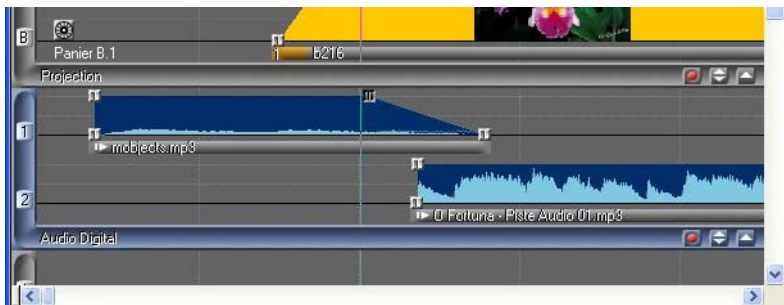 B
Panier B.1
1 b216
Projection
1
mobjects.mp3
2
O Fortuna - Piste Audio 01.mp3
Audio Digital